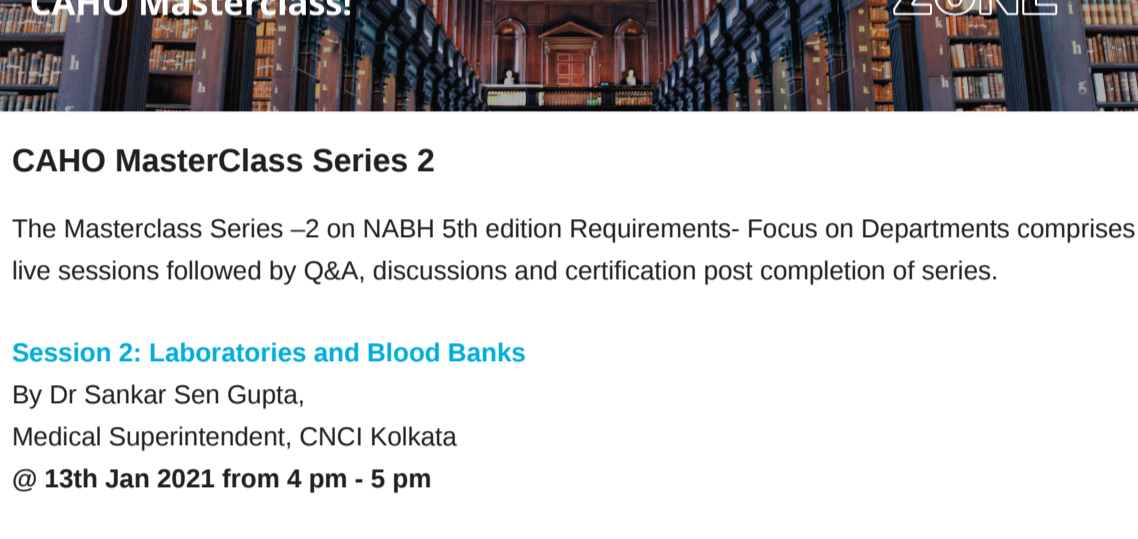 CAHO Masterclass!
ZONE
CAHO MasterClass Series 2
The Masterclass Series –2 on NABH 5th edition Requirements- Focus on Departments comprises
live sessions followed by Q&A, discussions and certification post completion of series.
Session 2: Laboratories and Blood Banks
By Dr Sankar Sen Gupta,
Medical Superintendent, CNCI Kolkata
@ 13th Jan 2021 from 4 pm - 5 pm